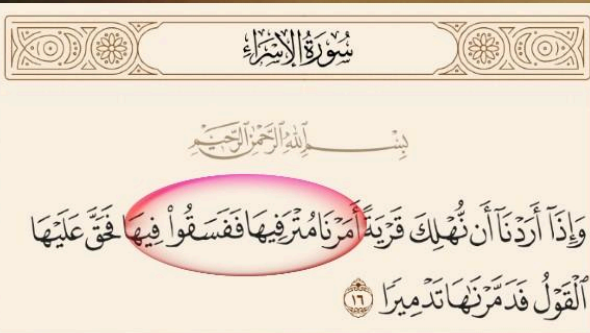 سُورَةُ الإِسْرَاءِ
بِسْمِ ٱللَّهِ ٱلرَّحْمَٰنِ ٱلرَّحِيمِ
وَإِذَآ أَرَدْنَآ أَن نُّهْلِكَ قَرْيَةً أَمَرْنَا مُتْرَفِيهَا فَفَسَقُوا۟ فِيهَا فَحَقَّ عَلَيْهَا
ٱلْقَوْلُ فَدَمَّرْنَٰهَا تَدْمِيرًا ١٦